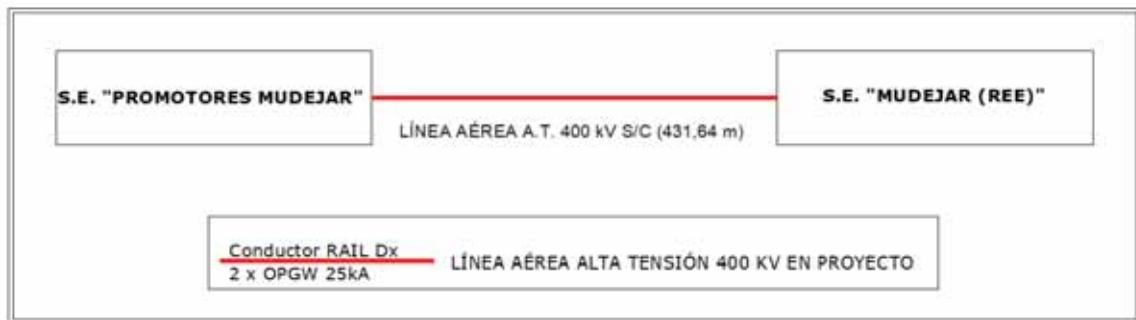 S.E. "PROMOTORES MUDEJAR"
S.E. "MUDEJAR (REE)"
LÍNEA AÉREA A.T. 400 kV S/C (431,64 m)
Conductor RAIL Dx
2 x OPGW 25kA
LÍNEA AÉREA ALTA TENSIÓN 400 KV EN PROYECTO